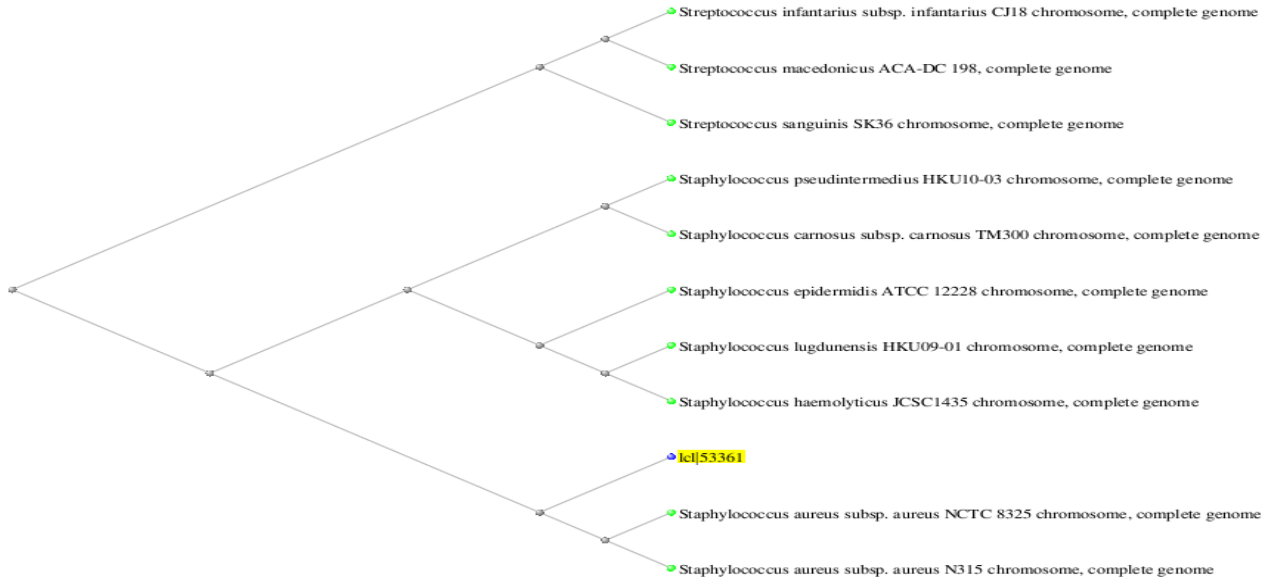 Streptococcus infantarius subsp. infantarius CJ18 chromosome, complete genome
Streptococcus macedonicus ACA-DC 198, complete genome
Streptococcus sanguinis SK36 chromosome, complete genome
Staphylococcus pseudintermedius HKU10-03 chromosome, complete genome
Staphylococcus carnosus subsp. carnosus TM300 chromosome, complete genome
Staphylococcus epidermidis ATCC 12228 chromosome, complete genome
Staphylococcus lugdunensis HKU09-01 chromosome, complete genome
Staphylococcus haemolyticus JCSC1435 chromosome, complete genome
lcl|53361
Staphylococcus aureus subsp. aureus NCTC 8325 chromosome, complete genome
Staphylococcus aureus subsp. aureus N315 chromosome, complete genome